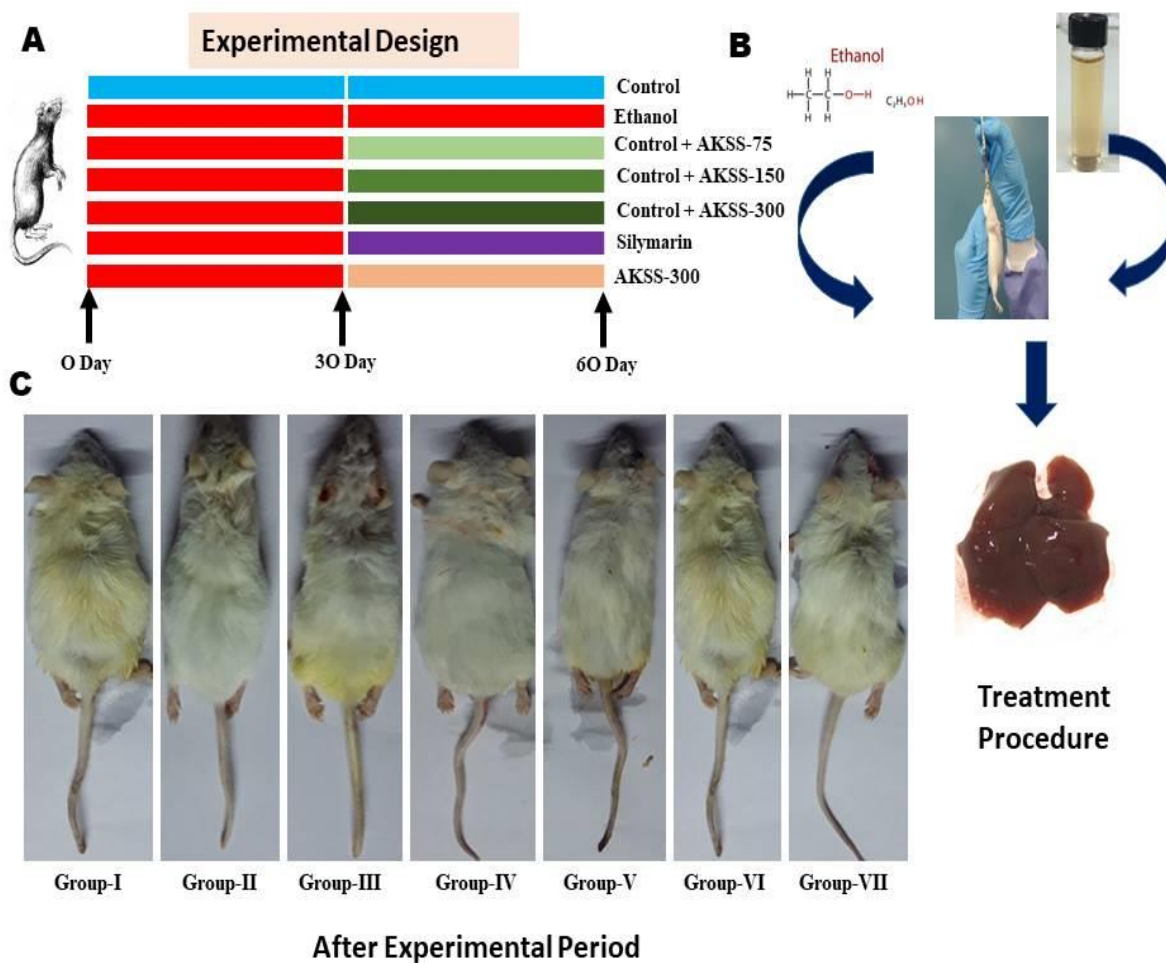 A
Experimental Design
Control
Ethanol
Control + AKSS-75
Control + AKSS-150
Control + AKSS-300
Silymarin
AKSS-300
O Day
3O Day
6O Day
B
Ethanol
H H
H–C–C–O–H
H H
C₂H₅OH
Treatment
Procedure
C
Group-I
Group-II
Group-III
Group-IV
Group-V
Group-VI
Group-VII
After Experimental Period